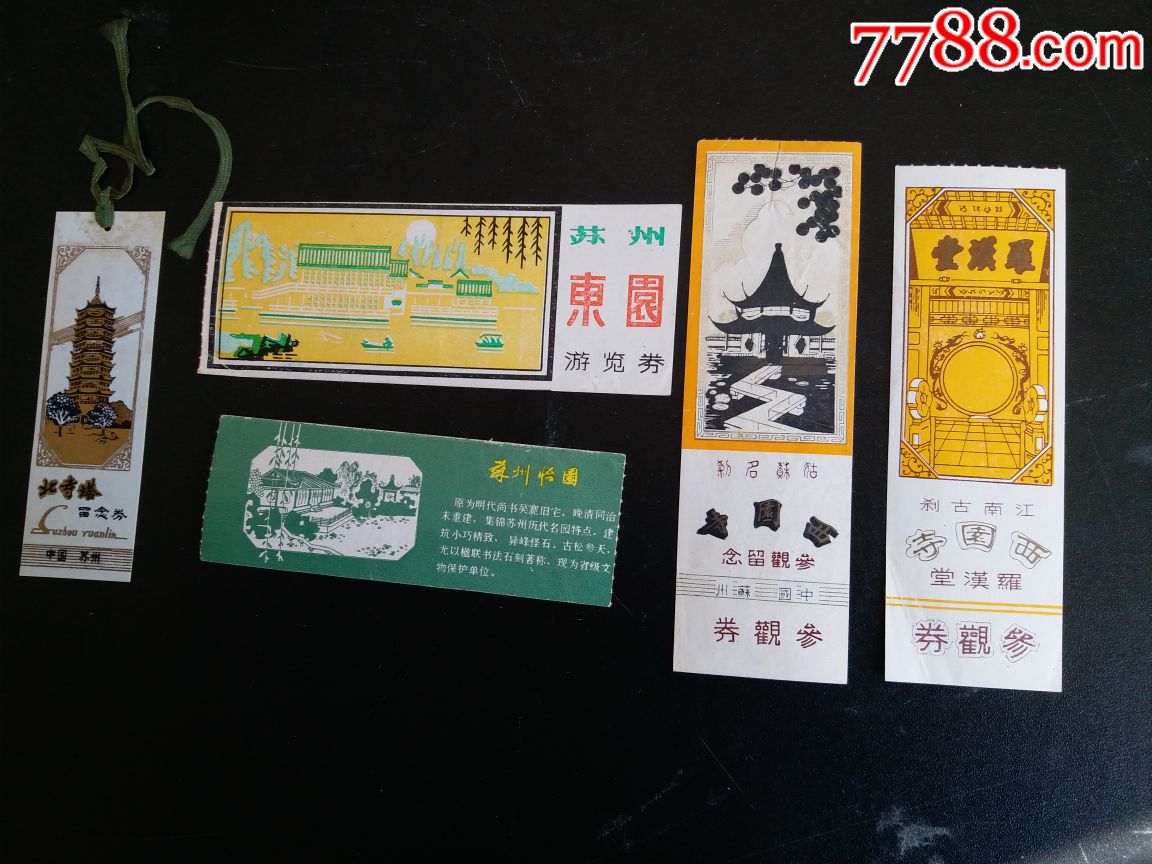 7788.com
北寺塔
留念券
Suzhou Yuanlin
中国 苏州
苏州
東園
游览券
蘇州怡園
原为明代尚书吴寛旧宅，晚清同治
末重建，集锦苏州历代名园特点，建
筑小巧精致，异峰怪石、古松参天，
尤以楹联书法石刻著称，现为省级文
物保护单位。
姑蘇名刹
西園寺
參觀留念
中國 蘇州
參觀券
羅漢堂
江南古刹
西園寺
羅漢堂
參觀券